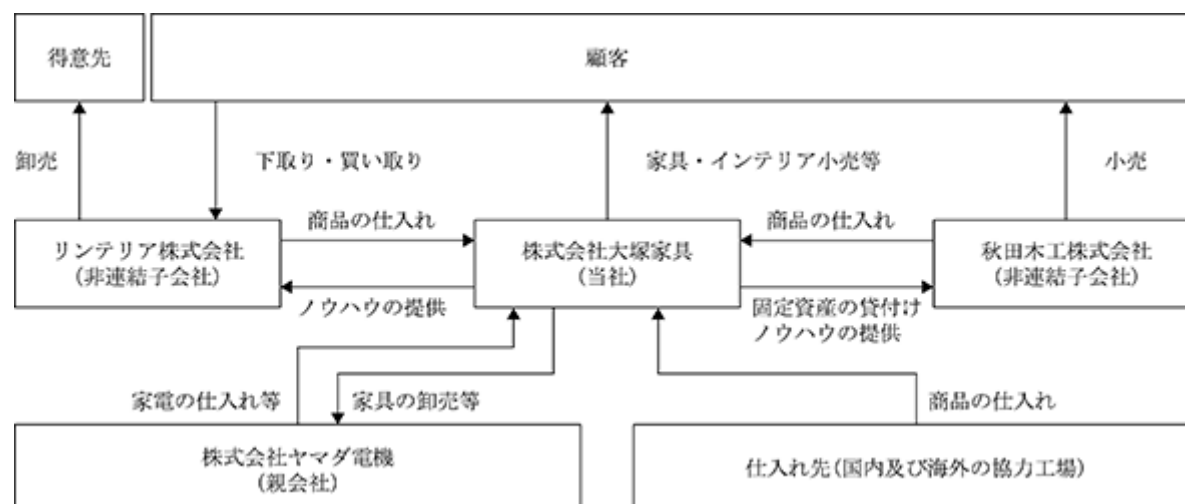 得意先
顧客
卸売
下取り・買い取り
家具・インテリア小売等
小売
商品の仕入れ
商品の仕入れ
リンテリア株式会社
(非連結子会社)
株式会社大塚家具
(当社)
秋田木工株式会社
(非連結子会社)
ノウハウの提供
固定資産の貸付け
ノウハウの提供
家電の仕入れ等
家具の卸売等
商品の仕入れ
株式会社ヤマダ電機
(親会社)
仕入れ先(国内及び海外の協力工場)